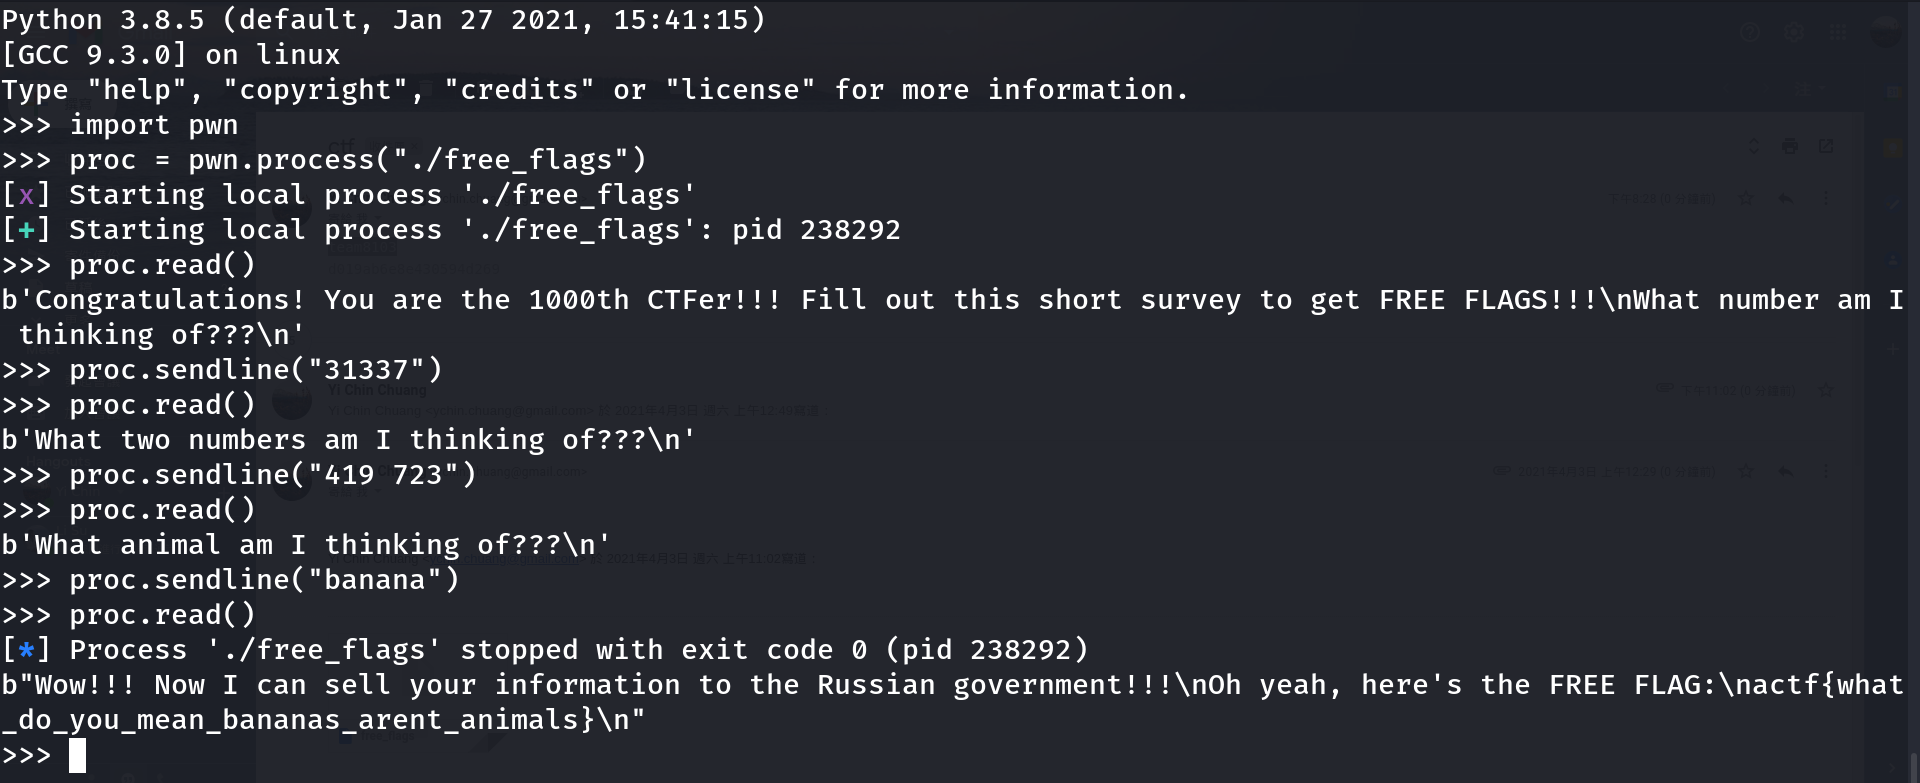 Python 3.8.5 (default, Jan 27 2021, 15:41:15)
[GCC 9.3.0] on linux
Type "help", "copyright", "credits" or "license" for more information.
>>> import pwn
>>> proc = pwn.process("./free_flags")
[x] Starting local process './free_flags'
[+] Starting local process './free_flags': pid 238292
>>> proc.read()
b'Congratulations! You are the 1000th CTFer!!! Fill out this short survey to get FREE FLAGS!!!\nWhat number am I
 thinking of???\n'
>>> proc.sendline("31337")
>>> proc.read()
b'What two numbers am I thinking of???\n'
>>> proc.sendline("419 723")
>>> proc.read()
b'What animal am I thinking of???\n'
>>> proc.sendline("banana")
>>> proc.read()
[*] Process './free_flags' stopped with exit code 0 (pid 238292)
b"Wow!!! Now I can sell your information to the Russian government!!!\nOh yeah, here's the FREE FLAG:\nactf{what
_do_you_mean_bananas_arent_animals}\n"
>>>
ctf
Yi Chin Chuang